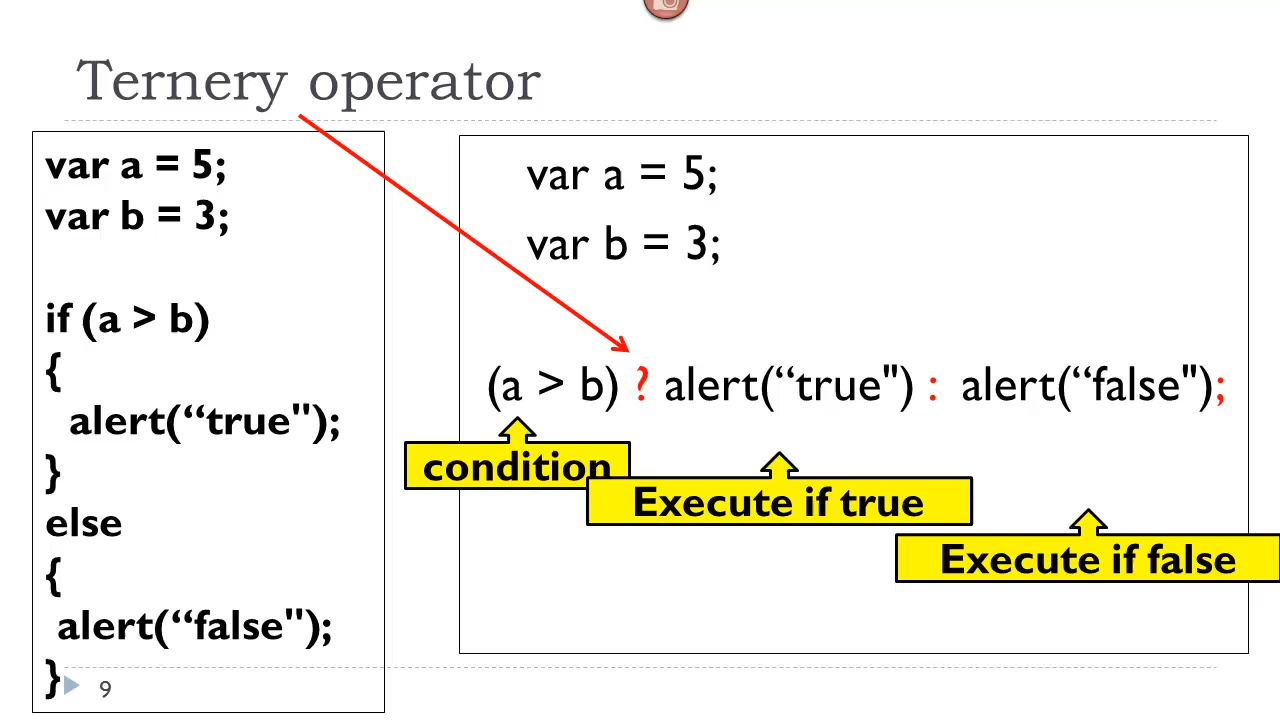 Ternery operator
var a = 5;
var b = 3;
if (a > b)
{
alert(“true");
}
else
{
alert(“false");
}
var a = 5;
var b = 3;
(a > b) ? alert(“true") : alert(“false");
condition
Execute if true
Execute if false
9